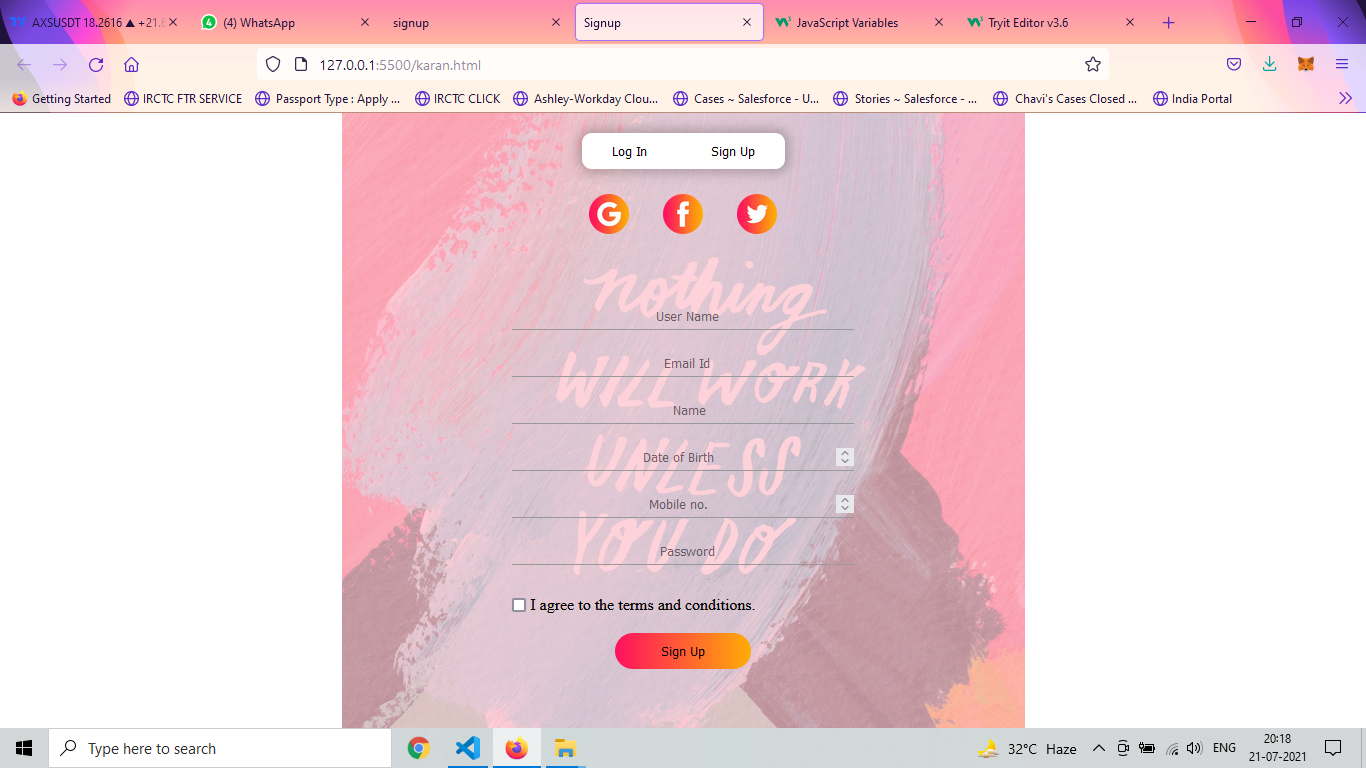 AXSUSDT 18.2616 ▲ +21.6
(4) WhatsApp
signup
Signup
JavaScript Variables
Tryit Editor v3.6
127.0.0.1:5500/karan.html
Getting Started
IRCTC FTR SERVICE
Passport Type : Apply ...
IRCTC CLICK
Ashley-Workday Clou...
Cases ~ Salesforce - U...
Stories ~ Salesforce - ...
Chavi's Cases Closed ...
India Portal
Log In
Sign Up
nothing
User Name
Email Id
WILL WORK
Name
UNLESS
Date of Birth
Mobile no.
YOU DO
Password
I agree to the terms and conditions.
Sign Up
Type here to search
32°C Haze
ENG
20:18
21-07-2021